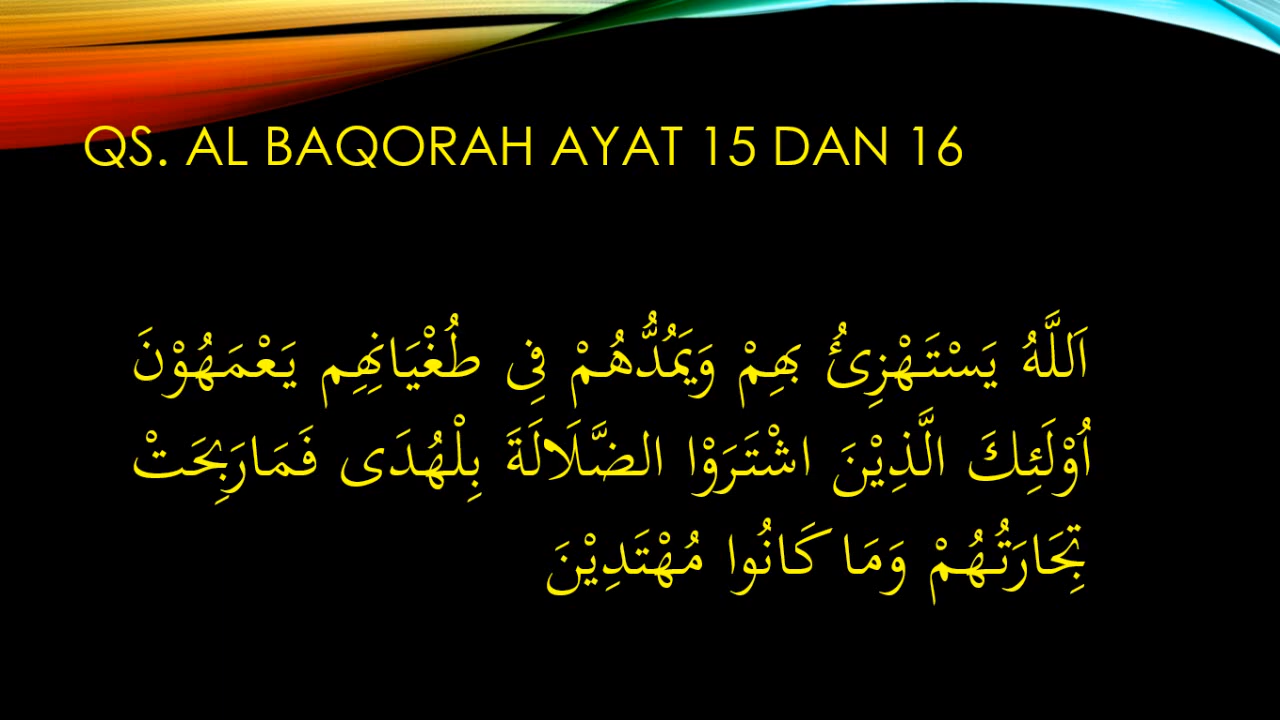 QS. AL BAQORAH AYAT 15 DAN 16
اَللَّهُ يَسْتَهْزِئُ بِهِمْ وَيَمُدُّهُمْ فِى طُغْيَانِهِم يَعْمَهُوْنَ
اُوْلَئِكَ الَّذِيْنَ اشْتَرَوْا الضَّلَالَةَ بِلْهُدَى فَمَارَبِحَتْ
تِجَارَتُهُمْ وَمَا كَانُوا مُهْتَدِيْنَ